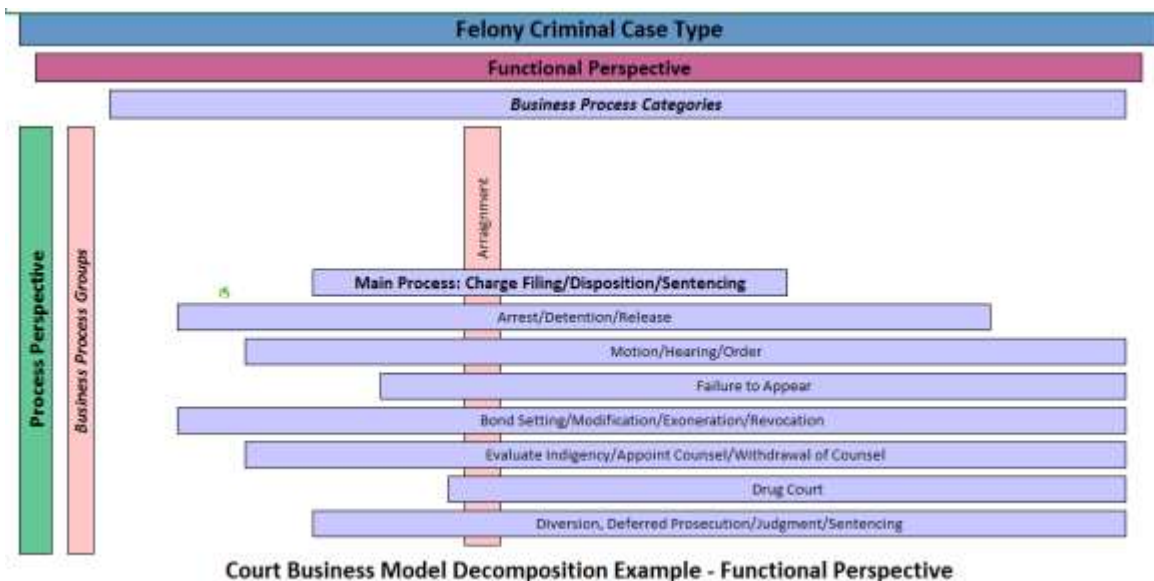 Felony Criminal Case Type
Functional Perspective
Business Process Categories
Process Perspective
Business Process Groups
Arraignment
Main Process: Charge Filing/Disposition/Sentencing
Arrest/Detention/Release
Motion/Hearing/Order
Failure to Appear
Bond Setting/Modification/Exoneration/Revocation
Evaluate Indigency/Appoint Counsel/Withdrawal of Counsel
Drug Court
Diversion, Deferred Prosecution/Judgment/Sentencing
Court Business Model Decomposition Example - Functional Perspective